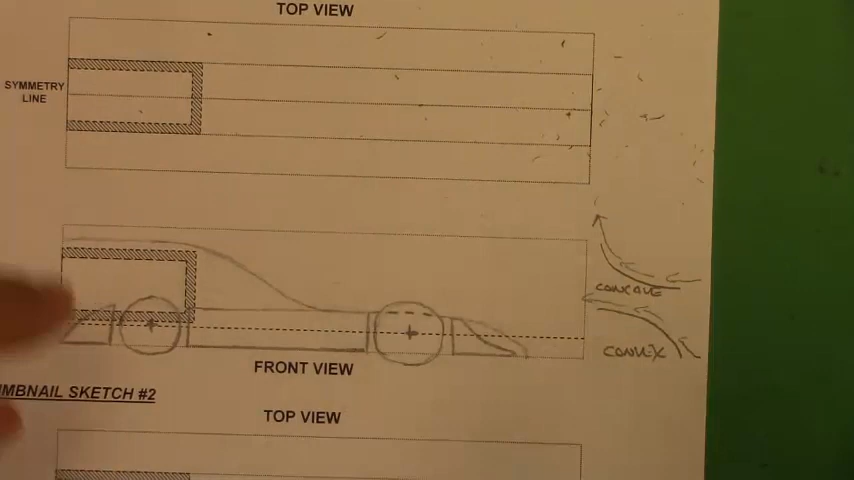 TOP VIEW
SYMMETRY
LINE
CONCAVE
CONVEX
FRONT VIEW
MBNAIL SKETCH #2
TOP VIEW